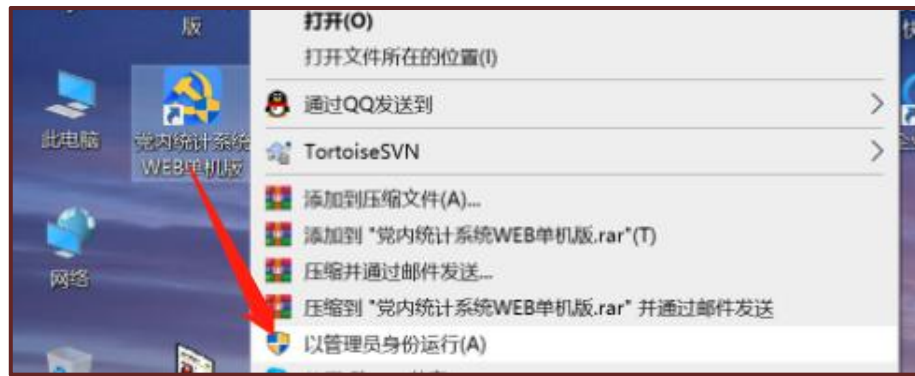 版
打开(O)
打开文件所在的位置(I)
通过QQ发送到
此电脑
党内统计系统
WEB单机版
TortoiseSVN
添加到压缩文件(A)...
添加到 "党内统计系统WEB单机版.rar"(T)
网络
压缩并通过邮件发送...
压缩到 "党内统计系统WEB单机版.rar" 并通过邮件发送
以管理员身份运行(A)